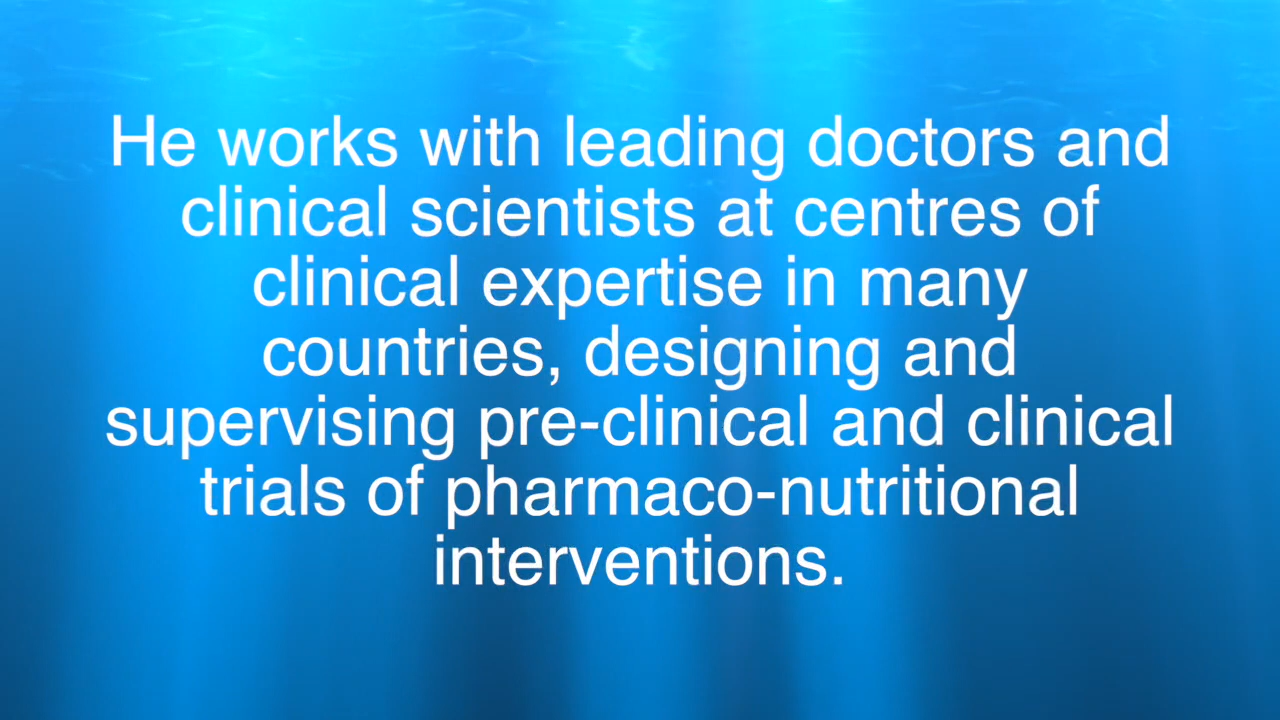 He works with leading doctors and
clinical scientists at centres of
clinical expertise in many
countries, designing and
supervising pre-clinical and clinical
trials of pharmaco-nutritional
interventions.